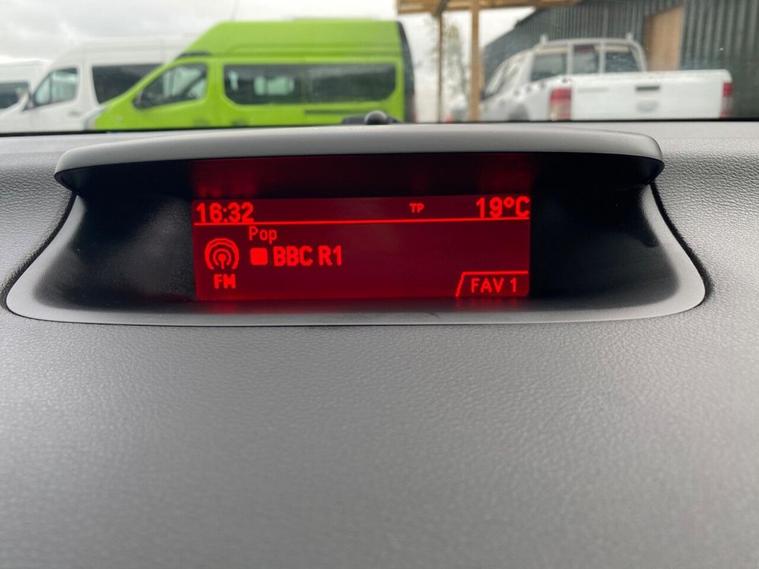 16:32 TP 19°C
Pop
BBC R1
FM
FAV 1